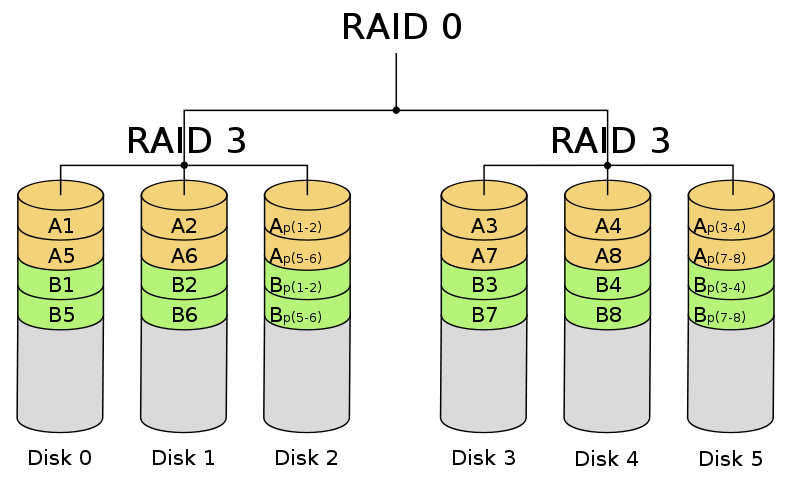 RAID 0
RAID 3 RAID 3
A1 A2 Ap(1-2) A3 A4 Ap(3-4)
A5 A6 Ap(5-6) A7 A8 Ap(7-8)
B1 B2 Bp(1-2) B3 B4 Bp(3-4)
B5 B6 Bp(5-6) B7 B8 Bp(7-8)
Disk 0 Disk 1 Disk 2 Disk 3 Disk 4 Disk 5